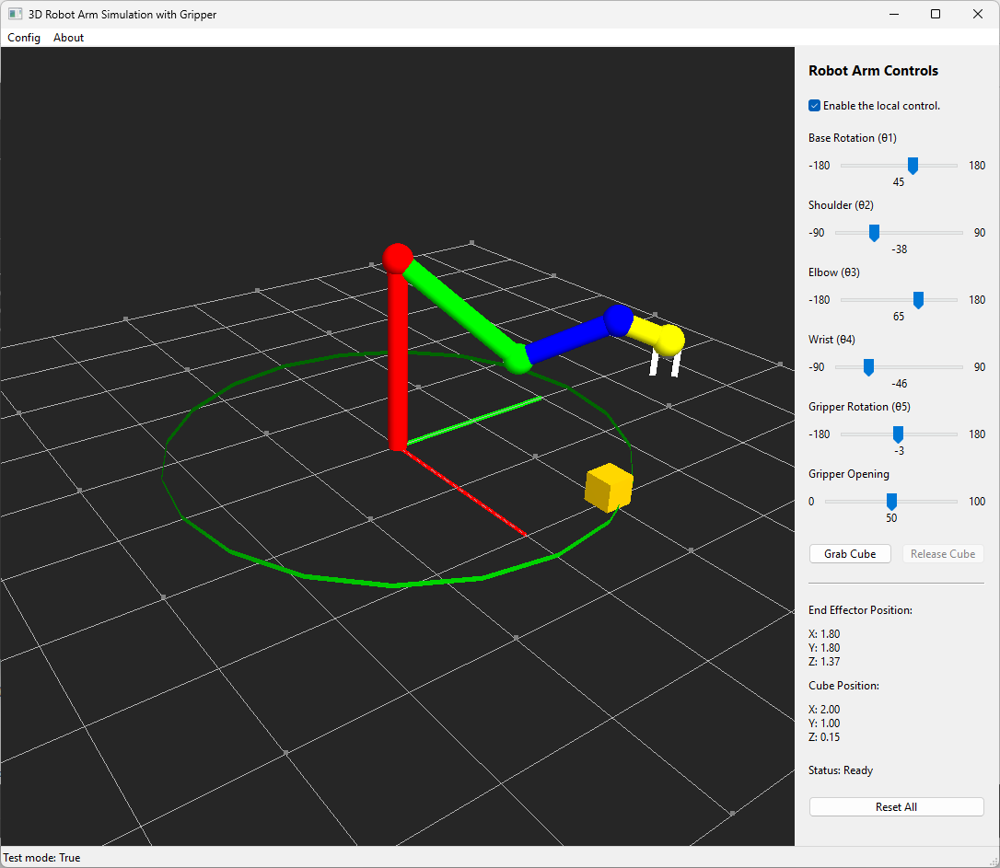 3D Robot Arm Simulation with Gripper
Config About
Robot Arm Controls
Enable the local control.
Base Rotation (θ1)
-180 180
45
Shoulder (θ2)
-90 90
-38
Elbow (θ3)
-180 180
65
Wrist (θ4)
-90 90
-46
Gripper Rotation (θ5)
-180 180
-3
Gripper Opening
0 100
50
Grab Cube Release Cube
End Effector Position:
X: 1.80
Y: 1.80
Z: 1.37
Cube Position:
X: 2.00
Y: 1.00
Z: 0.15
Status: Ready
Reset All
Test mode: True